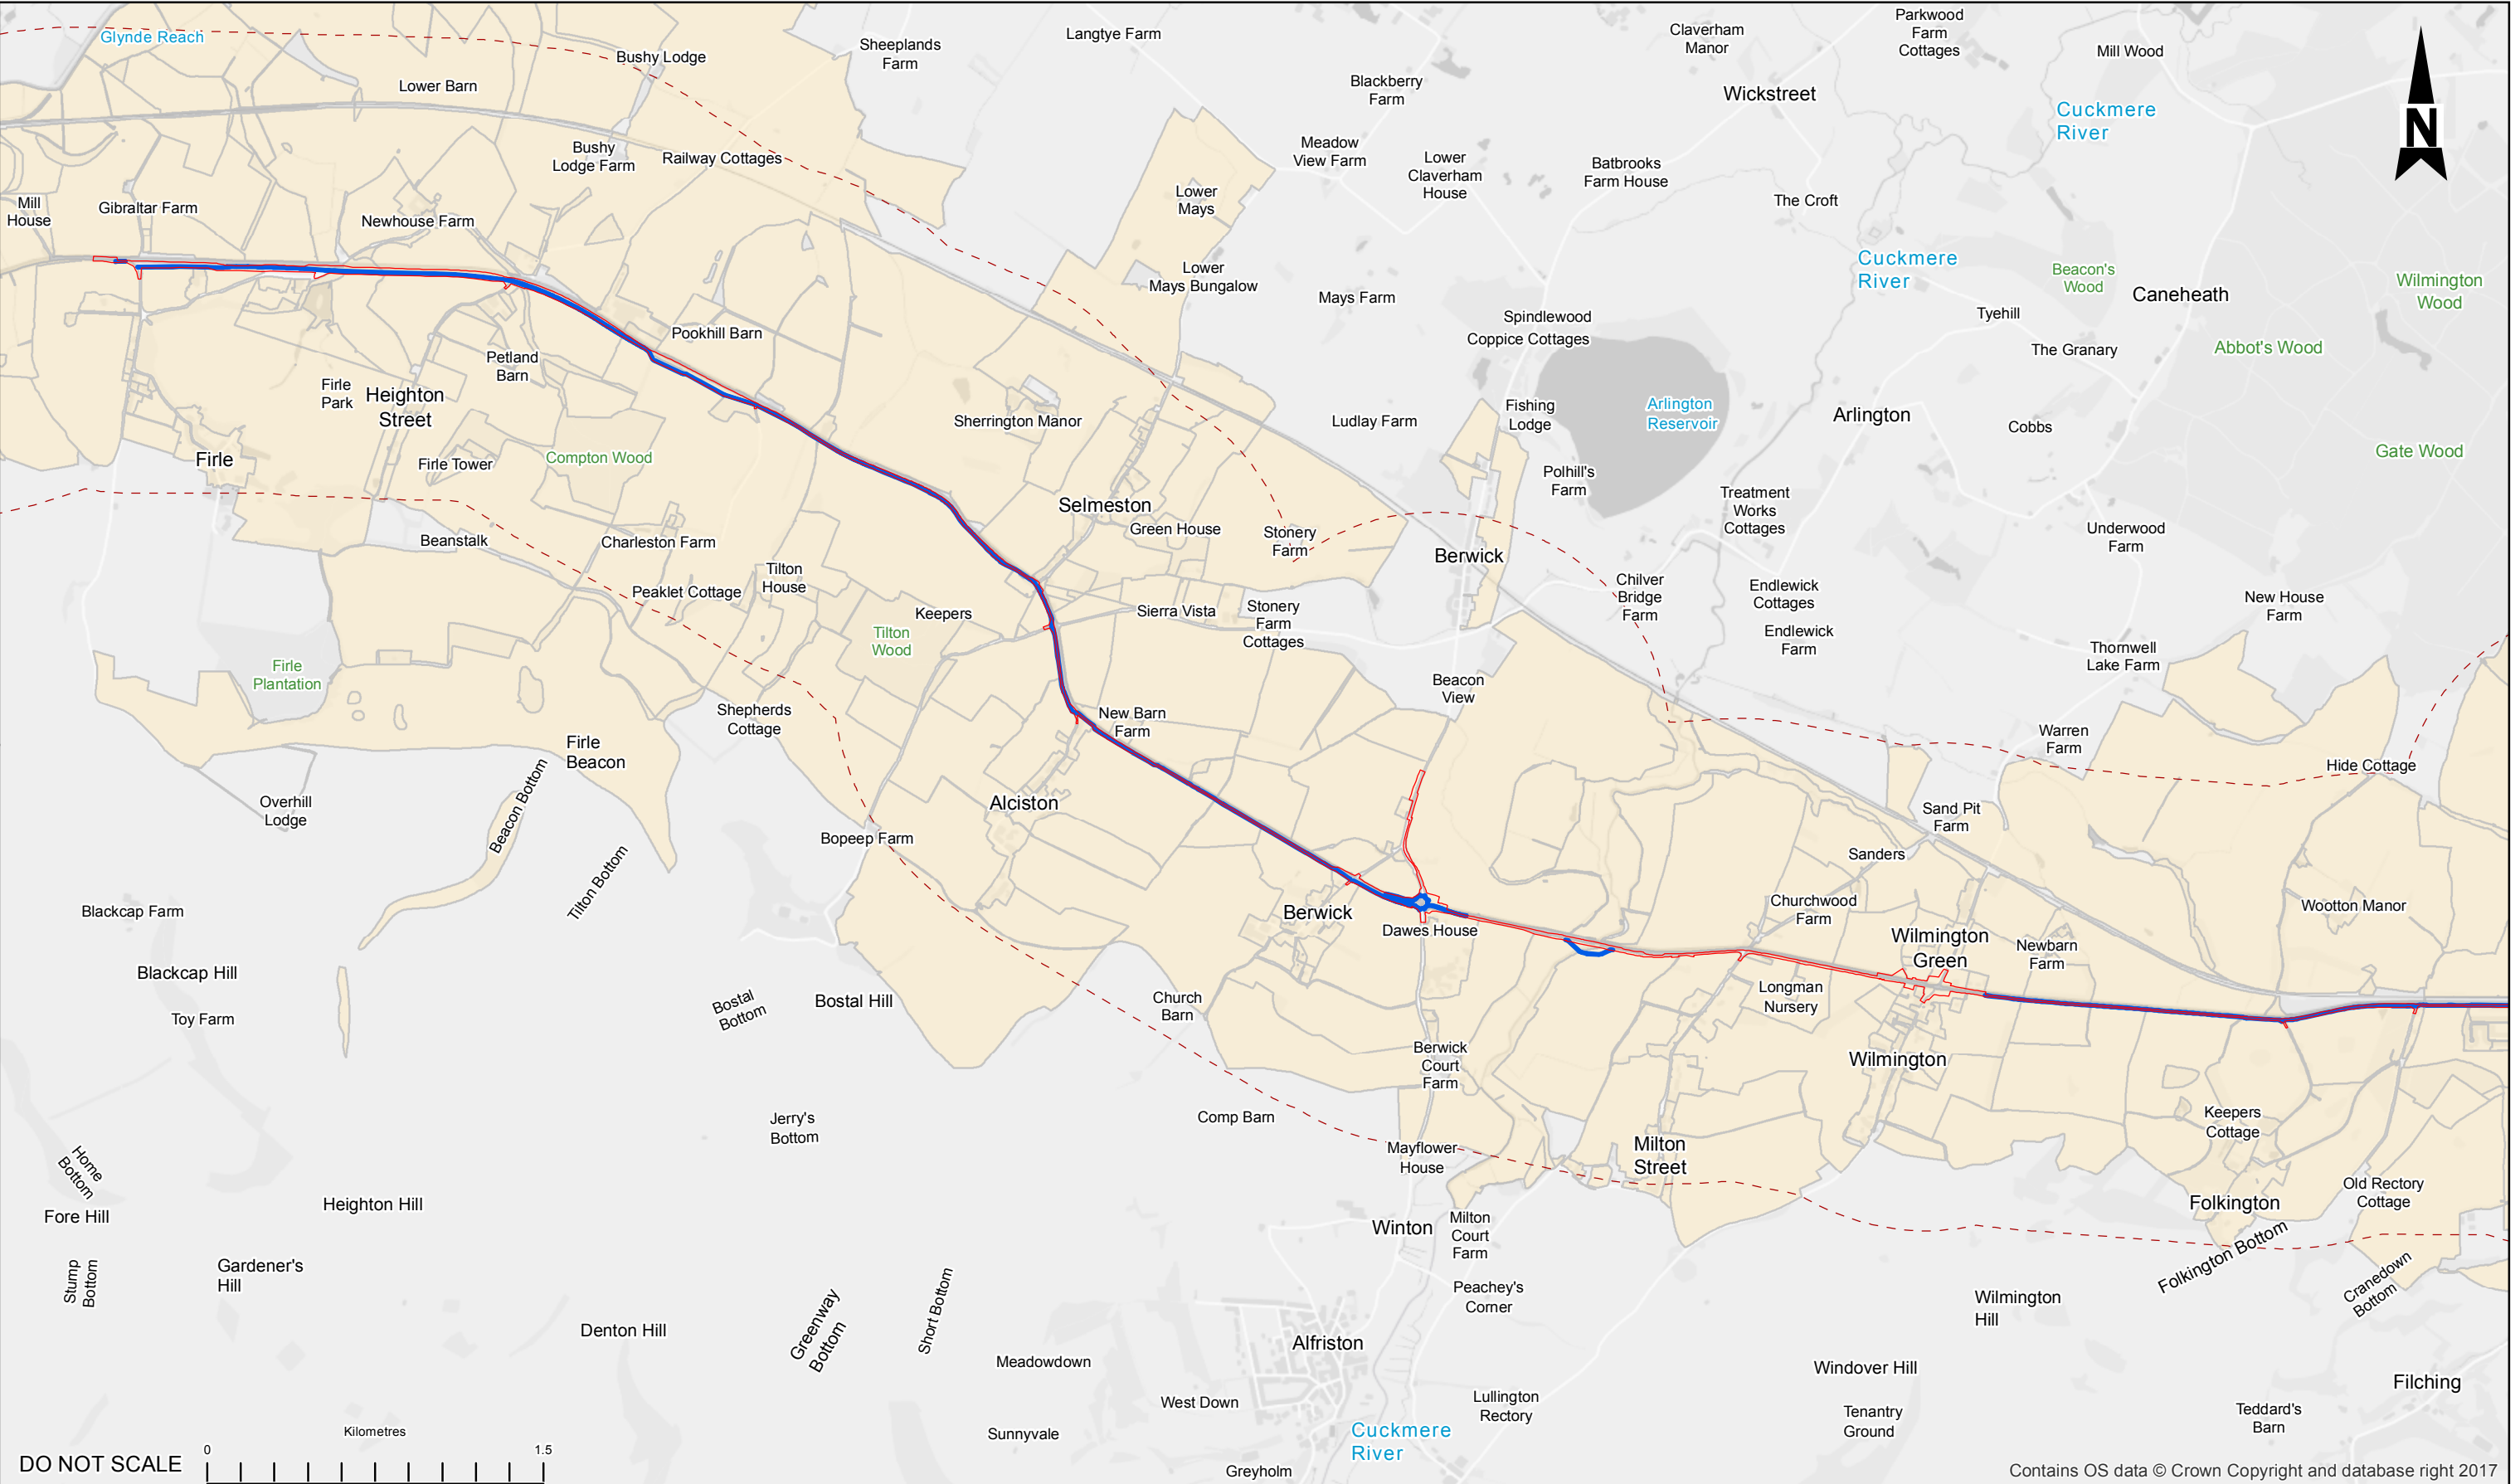 Glynde Reach
Bushy Lodge
Lower Barn
Sheeplands
Farm
Langtye Farm
Claverham
Manor
Parkwood
Farm
Cottages
Mill Wood
Blackberry
Farm
Wickstreet
Cuckmere
River
N
Bushy
Lodge Farm
Railway Cottages
Meadow
View Farm
Lower
Claverham
House
Batbrooks
Farm House
The Croft
Mill
House
Gibraltar Farm
Newhouse Farm
Lower
Mays
Lower
Mays Bungalow
Mays Farm
Cuckmere
River
Beacon's
Wood
Caneheath
Wilmington
Wood
Spindlewood
Coppice Cottages
Tyehill
The Granary
Abbot's Wood
Pookhill Barn
Petland
Barn
Firle
Park
Heighton
Street
Sherrington Manor
Ludlay Farm
Fishing
Lodge
Arlington
Reservoir
Arlington
Cobbs
Gate Wood
Firle
Firle Tower
Compton Wood
Polhill's
Farm
Selmeston
Green House
Stonery
Farm
Treatment
Works
Cottages
Underwood
Farm
Beanstalk
Charleston Farm
Berwick
Tilton
House
Peaklet Cottage
Keepers
Sierra Vista
Stonery
Farm
Cottages
Chilver
Bridge
Farm
Endlewick
Cottages
Endlewick
Farm
New House
Farm
Tilton
Wood
Thornwell
Lake Farm
Firle
Plantation
Beacon
View
Shepherds
Cottage
New Barn
Farm
Warren
Farm
Firle
Beacon
Hide Cottage
Overhill
Lodge
Beacon Bottom
Alciston
Bopeep Farm
Sand Pit
Farm
Sanders
Tilton Bottom
Blackcap Farm
Berwick
Dawes House
Churchwood
Farm
Wootton Manor
Wilmington
Green
Newbarn
Farm
Blackcap Hill
Toy Farm
Bostal
Bottom
Bostal Hill
Church
Barn
Longman
Nursery
Berwick
Court
Farm
Wilmington
Jerry's
Bottom
Comp Barn
Keepers
Cottage
Mayflower
House
Milton
Street
Home
Bottom
Fore Hill
Heighton Hill
Folkington
Old Rectory
Cottage
Winton
Milton
Court
Farm
Folkington Bottom
Stump
Bottom
Gardener's
Hill
Peachey's
Corner
Wilmington
Hill
Cranedown
Bottom
Denton Hill
Greenway
Bottom
Short Bottom
Alfriston
Meadowdown
Windover Hill
Filching
West Down
Lullington
Rectory
Tenantry
Ground
Teddard's
Barn
Sunnyvale
Cuckmere
River
Kilometres
0 1.5
DO NOT SCALE
Greyholm
Contains OS data © Crown Copyright and database right 2017